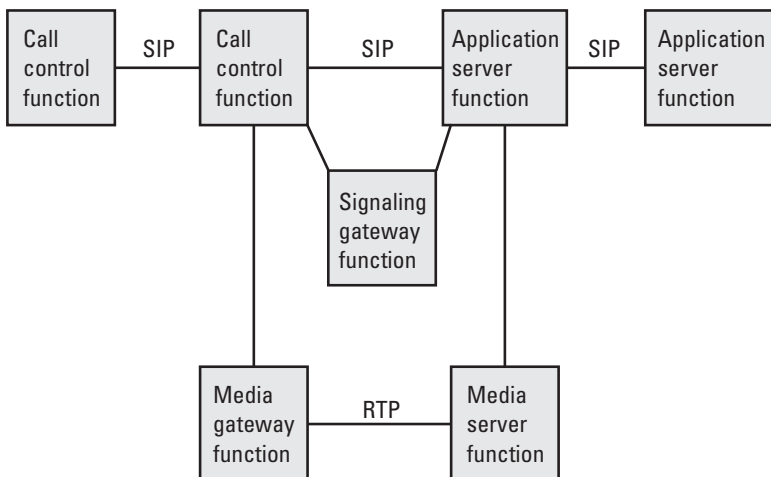 Call
control
function
SIP
Call
control
function
SIP
Application
server
function
SIP
Application
server
function
Signaling
gateway
function
Media
gateway
function
RTP
Media
server
function